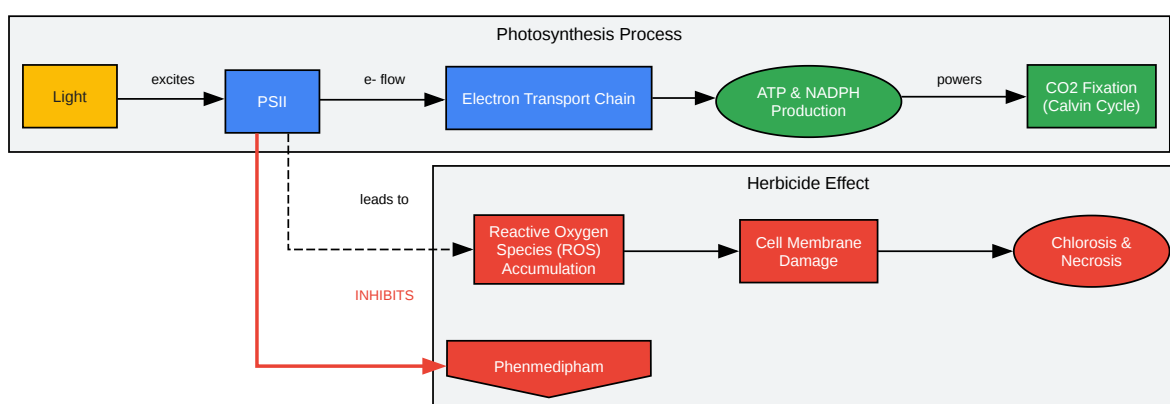 Photosynthesis Process
Light
excites
PSII
e- flow
Electron Transport Chain
ATP & NADPH
Production
powers
CO2 Fixation
(Calvin Cycle)
Herbicide Effect
leads to
Reactive Oxygen
Species (ROS)
Accumulation
Cell Membrane
Damage
Chlorosis &
Necrosis
INHIBITS
Phenmedipham